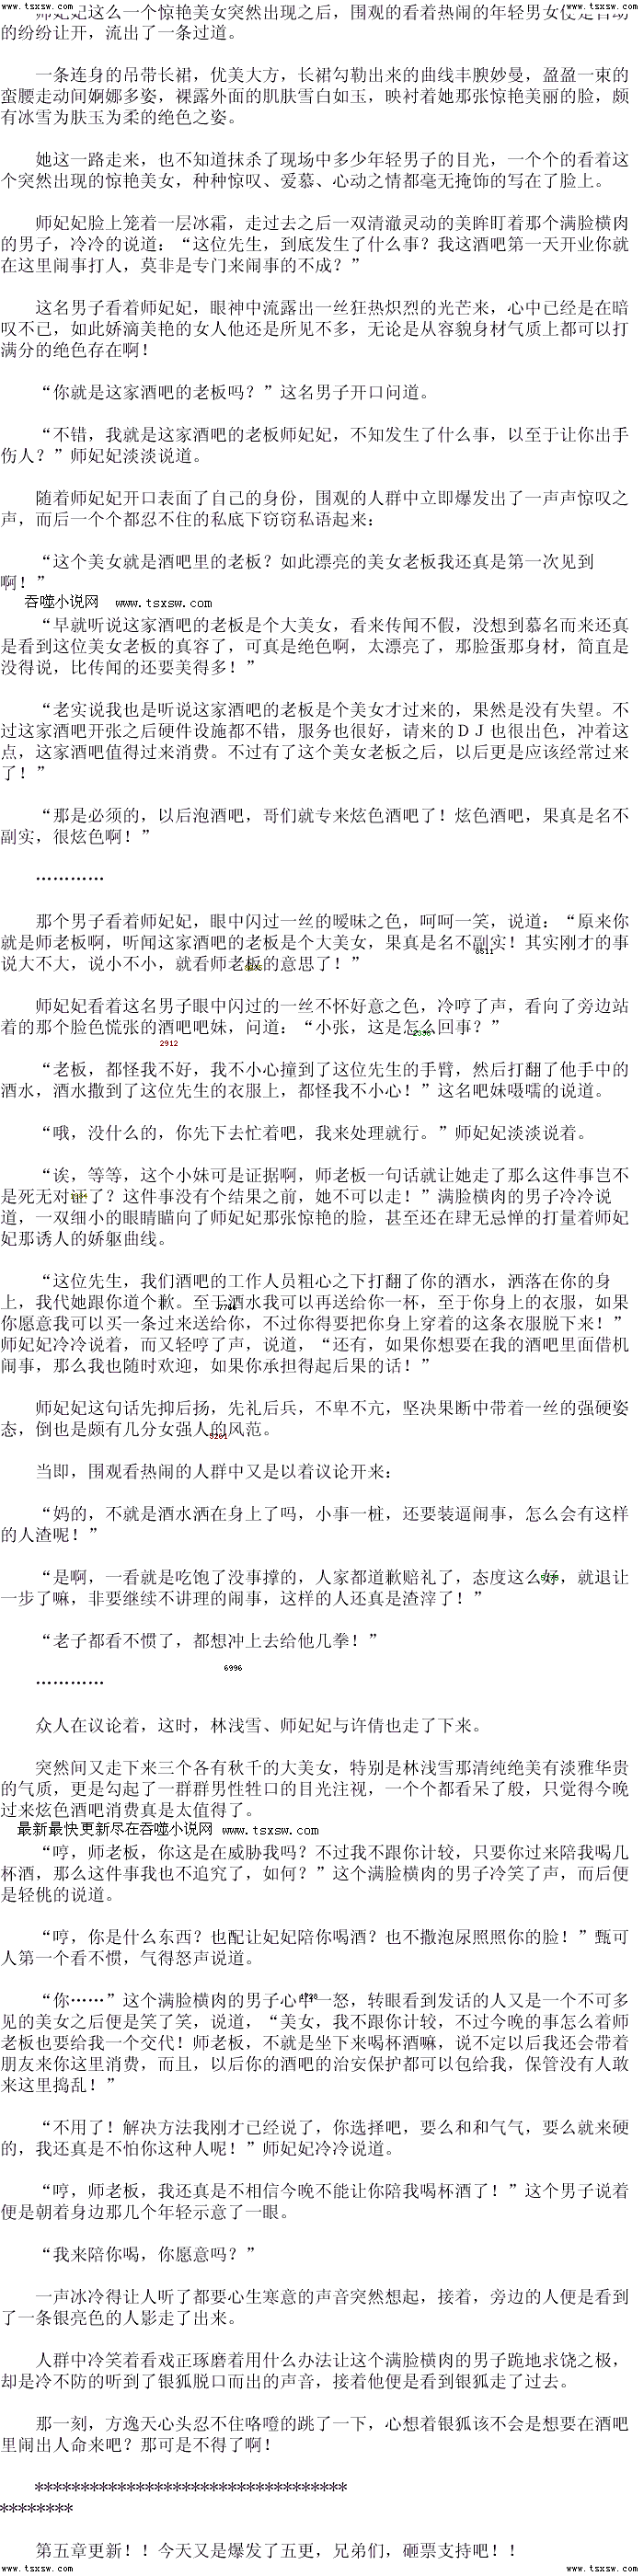 www.tsxsw.com www.tsxsw.com
师妃妃这么一个惊艳美女突然出现之后，围观的看着热闹的年轻男女便是自动
的纷纷让开，流出了一条过道。
一条连身的吊带长裙，优美大方，长裙勾勒出来的曲线丰腴妙曼，盈盈一束的
蛮腰走动间婀娜多姿，裸露外面的肌肤雪白如玉，映衬着她那张惊艳美丽的脸，颇
有冰雪为肤玉为柔的绝色之姿。
她这一路走来，也不知道抹杀了现场中多少年轻男子的目光，一个个的看着这
个突然出现的惊艳美女，种种惊叹、爱慕、心动之情都毫无掩饰的写在了脸上。
师妃妃脸上笼着一层冰霜，走过去之后一双清澈灵动的美眸盯着那个满脸横肉
的男子，冷冷的说道：“这位先生，到底发生了什么事？我这酒吧第一天开业你就
在这里闹事打人，莫非是专门来闹事的不成？”
这名男子看着师妃妃，眼神中流露出一丝狂热炽烈的光芒来，心中已经是在暗
叹不已，如此娇滴美艳的女人他还是所见不多，无论是从容貌身材气质上都可以打
满分的绝色存在啊！
“你就是这家酒吧的老板吗？”这名男子开口问道。
“不错，我就是这家酒吧的老板师妃妃，不知发生了什么事，以至于让你出手
伤人？”师妃妃淡淡说道。
随着师妃妃开口表面了自己的身份，围观的人群中立即爆发出了一声声惊叹之
声，而后一个个都忍不住的私底下窃窃私语起来：
“这个美女就是酒吧里的老板？如此漂亮的美女老板我还真是第一次见到
啊！”
吞噬小说网 www.tsxsw.com
“早就听说这家酒吧的老板是个大美女，看来传闻不假，没想到慕名而来还真
是看到这位美女老板的真容了，可真是绝色啊，太漂亮了，那脸蛋那身材，简直是
没得说，比传闻的还要美得多！”
“老实说我也是听说这家酒吧的老板是个美女才过来的，果然是没有失望。不
过这家酒吧开张之后硬件设施都不错，服务也很好，请来的ＤＪ也很出色，冲着这
点，这家酒吧值得过来消费。不过有了这个美女老板之后，以后更是应该经常过来
了！”
“那是必须的，以后泡酒吧，哥们就专来炫色酒吧了！炫色酒吧，果真是名不
副实，很炫色啊！”
…………
那个男子看着师妃妃，眼中闪过一丝的暧昧之色，呵呵一笑，说道：“原来你
就是师老板啊，听闻这家酒吧的老板是个大美女，果真是名不副实！其实刚才的事
6511
说大不大，说小不小，就看师老板的意思了！”
师妃妃看着这名男子眼中闪过的一丝不怀好意之色，冷哼了声，看向了旁边站
着的那个脸色慌张的酒吧吧妹，问道：“小张，这是怎么回事？”
2912
“老板，都怪我不好，我不小心撞到了这位先生的手臂，然后打翻了他手中的
酒水，酒水撒到了这位先生的衣服上，都怪我不小心！”这名吧妹嗫嚅的说道。
“哦，没什么的，你先下去忙着吧，我来处理就行。”师妃妃淡淡说着。
“诶，等等，这个小妹可是证据啊，师老板一句话就让她走了那么这件事岂不
是死无对证了？这件事没有个结果之前，她不可以走！”满脸横肉的男子冷冷说
道，一双细小的眼睛瞄向了师妃妃那张惊艳的脸，甚至还在肆无忌惮的打量着师妃
妃那诱人的娇躯曲线。
“这位先生，我们酒吧的工作人员粗心之下打翻了你的酒水，洒落在你的身
上，我代她跟你道个歉。至于酒水我可以再送给你一杯，至于你身上的衣服，如果
你愿意我可以买一条过来送给你，不过你得要把你身上穿着的这条衣服脱下来！”
师妃妃冷冷说着，而又轻哼了声，说道，“还有，如果你想要在我的酒吧里面借机
闹事，那么我也随时欢迎，如果你承担得起后果的话！”
师妃妃这句话先抑后扬，先礼后兵，不卑不亢，坚决果断中带着一丝的强硬姿
态，倒也是颇有几分女强人的风范。
5201
当即，围观看热闹的人群中又是以着议论开来：
“妈的，不就是酒水洒在身上了吗，小事一桩，还要装逼闹事，怎么会有这样
的人渣呢！”
“是啊，一看就是吃饱了没事撑的，人家都道歉赔礼了，态度这么好，就退让
一步了嘛，非要继续不讲理的闹事，这样的人还真是渣滓了！”
“老子都看不惯了，都想冲上去给他几拳！”
6996
…………
众人在议论着，这时，林浅雪、师妃妃与许倩也走了下来。
突然间又走下来三个各有秋千的大美女，特别是林浅雪那清纯绝美有淡雅华贵
的气质，更是勾起了一群群男性牲口的目光注视，一个个都看呆了般，只觉得今晚
过来炫色酒吧消费真是太值得了。
最新最快更新尽在吞噬小说网 www.tsxsw.com
“哼，师老板，你这是在威胁我吗？不过我不跟你计较，只要你过来陪我喝几
杯酒，那么这件事我也不追究了，如何？”这个满脸横肉的男子冷笑了声，而后便
是轻佻的说道。
“哼，你是什么东西？也配让妃妃陪你喝酒？也不撒泡尿照照你的脸！”甄可
人第一个看不惯，气得怒声说道。
“你……”这个满脸横肉的男子心中一怒，转眼看到发话的人又是一个不可多
见的美女之后便是笑了笑，说道，“美女，我不跟你计较，不过今晚的事怎么着师
老板也要给我一个交代！师老板，不就是坐下来喝杯酒嘛，说不定以后我还会带着
朋友来你这里消费，而且，以后你的酒吧的治安保护都可以包给我，保管没有人敢
来这里捣乱！”
“不用了！解决方法我刚才已经说了，你选择吧，要么和和气气，要么就来硬
的，我还真是不怕你这种人呢！”师妃妃冷冷说道。
“哼，师老板，我还真是不相信今晚不能让你陪我喝杯酒了！”这个男子说着
便是朝着身边那几个年轻示意了一眼。
“我来陪你喝，你愿意吗？”
一声冰冷得让人听了都要心生寒意的声音突然想起，接着，旁边的人便是看到
了一条银亮色的人影走了出来。
人群中冷笑着看戏正琢磨着用什么办法让这个满脸横肉的男子跪地求饶之极，
却是冷不防的听到了银狐脱口而出的声音，接着他便是看到银狐走了过去。
那一刻，方逸天心头忍不住咯噔的跳了一下，心想着银狐该不会是想要在酒吧
里闹出人命来吧？那可是不得了啊！
**********************************
********
第五章更新！！今天又是爆发了五更，兄弟们，砸票支持吧！！
www.tsxsw.com www.tsxsw.com